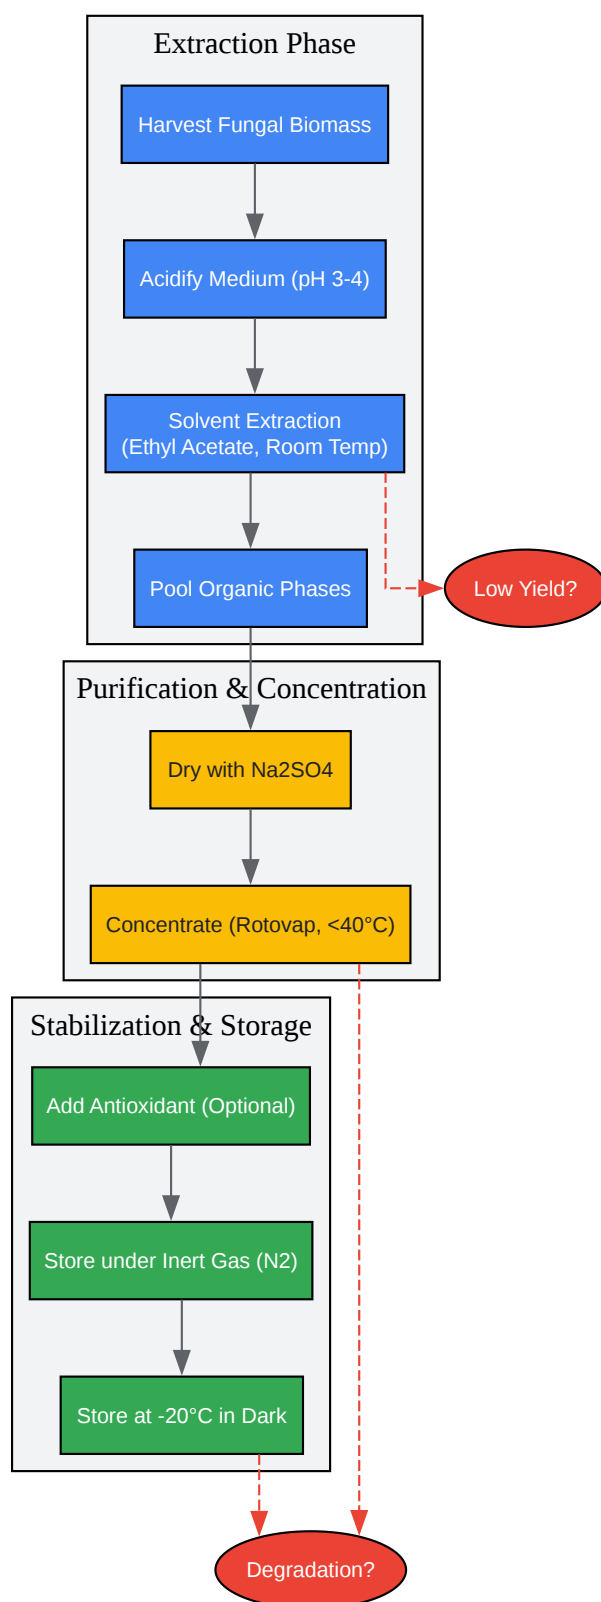 Extraction Phase
Harvest Fungal Biomass
Acidify Medium (pH 3-4)
Solvent Extraction
(Ethyl Acetate, Room Temp)
Pool Organic Phases
Low Yield?
Purification & Concentration
Dry with Na2SO4
Concentrate (Rotovap, <40°C)
Stabilization & Storage
Add Antioxidant (Optional)
Store under Inert Gas (N2)
Store at -20°C in Dark
Degradation?